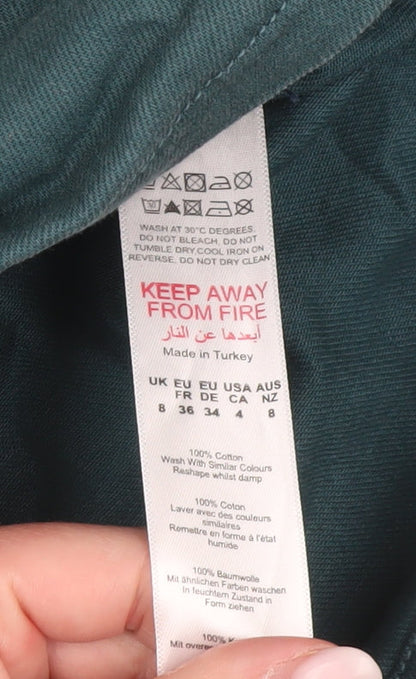 WASH AT 30°C DEGREES,
DO NOT BLEACH, DO NOT
TUMBLE DRY, COOL IRON ON
REVERSE, DO NOT DRY CLEAN
KEEP AWAY
FROM FIRE
أبعدها عن النار
Made in Turkey
UK EU EU USA AUS
FR DE CA NZ
8 36 34 4 8
100% Cotton
Wash With Similar Colours
Reshape whilst damp
100% Coton
Laver avec des couleurs
similaires
Remettre en forme à l'état
humide
100% Baumwolle
Mit ähnlichen Farben waschen
In feuchtem Zustand in
Form ziehen
100%
Mit